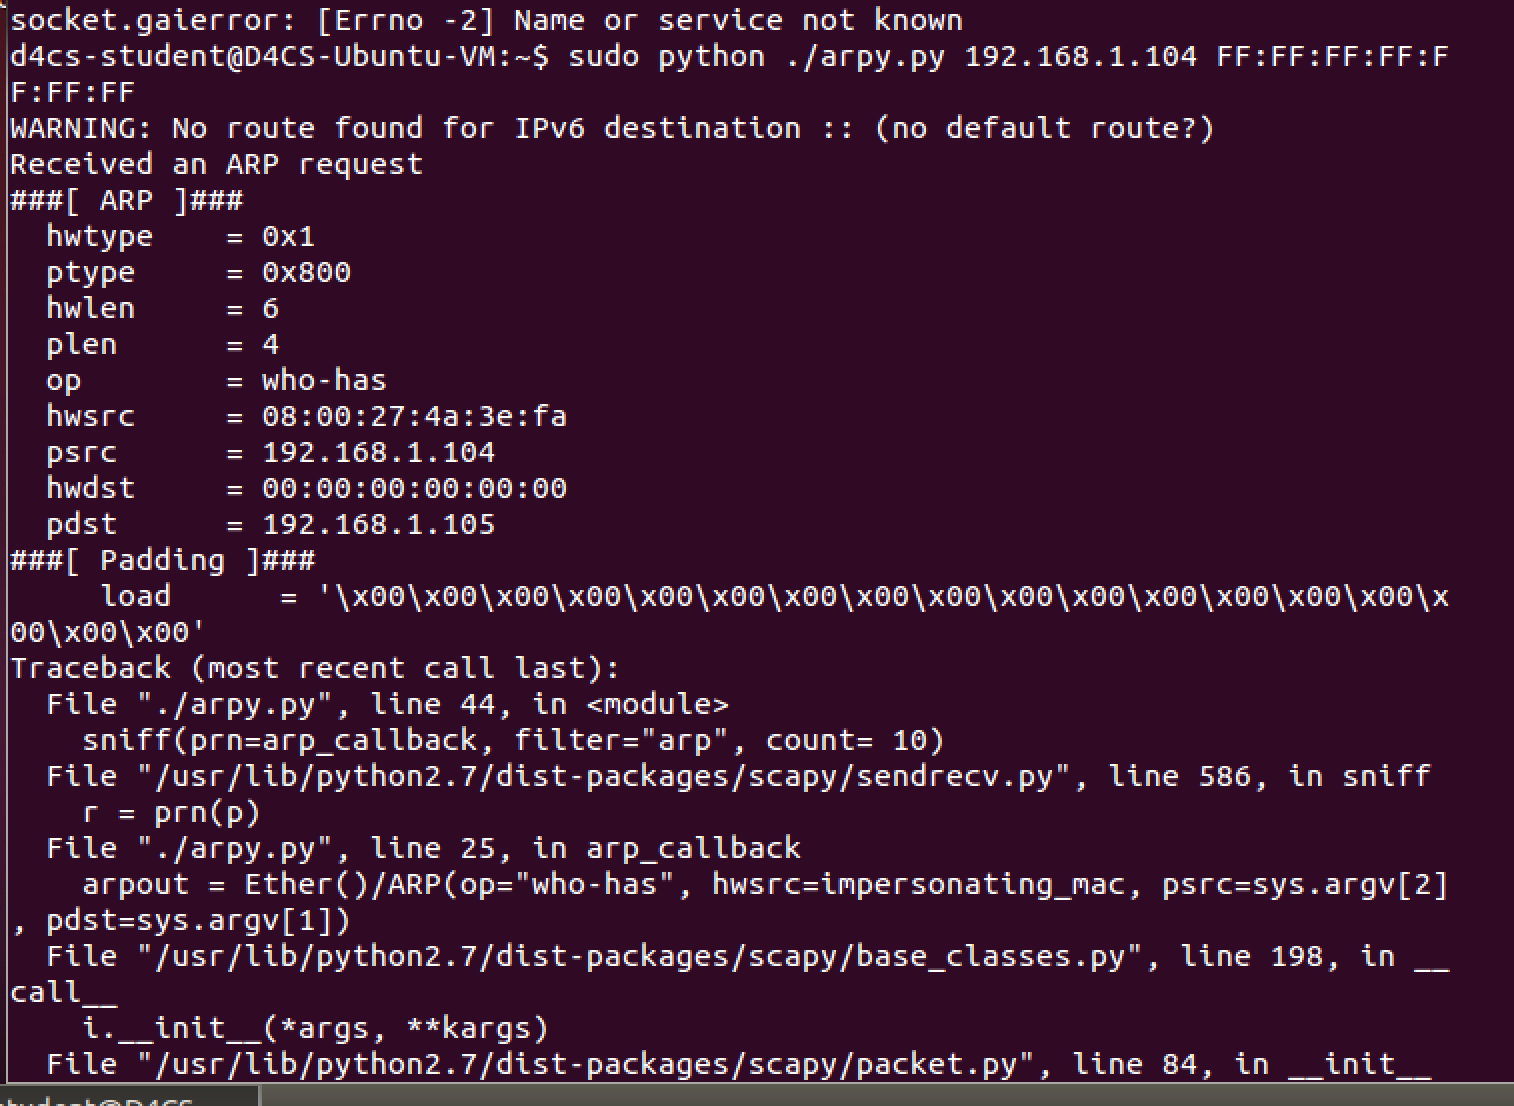 socket.gaierror: [Errno -2] Name or service not known
d4cs-student@D4CS-Ubuntu-VM:~$ sudo python ./arpy.py 192.168.1.104 FF:FF:FF:FF:F
F:FF:FF
WARNING: No route found for IPv6 destination :: (no default route?)
Received an ARP request
###[ ARP ]###
  hwtype    = 0x1
  ptype     = 0x800
  hwlen     = 6
  plen      = 4
  op        = who-has
  hwsrc     = 08:00:27:4a:3e:fa
  psrc      = 192.168.1.104
  hwdst     = 00:00:00:00:00:00
  pdst      = 192.168.1.105
###[ Padding ]###
     load      = '\x00\x00\x00\x00\x00\x00\x00\x00\x00\x00\x00\x00\x00\x00\x00\x
00\x00\x00'
Traceback (most recent call last):
  File "./arpy.py", line 44, in <module>
    sniff(prn=arp_callback, filter="arp", count= 10)
  File "/usr/lib/python2.7/dist-packages/scapy/sendrecv.py", line 586, in sniff
    r = prn(p)
  File "./arpy.py", line 25, in arp_callback
    arpout = Ether()/ARP(op="who-has", hwsrc=impersonating_mac, psrc=sys.argv[2]
, pdst=sys.argv[1])
  File "/usr/lib/python2.7/dist-packages/scapy/base_classes.py", line 198, in __
call__
    i.__init__(*args, **kargs)
  File "/usr/lib/python2.7/dist-packages/scapy/packet.py", line 84, in __init__